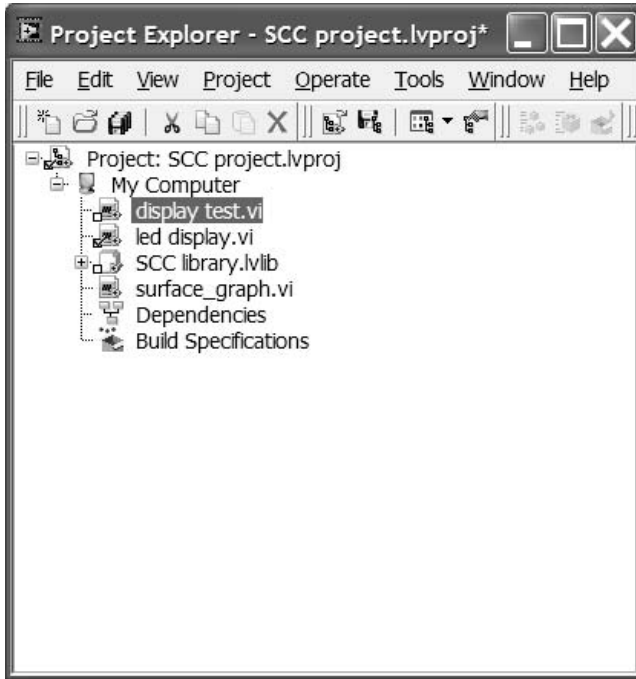 Project Explorer - SCC project.lvproj*
File Edit View Project Operate Tools Window Help
Project: SCC project.lvproj
My Computer
display test.vi
led display.vi
SCC library.lvlib
surface_graph.vi
Dependencies
Build Specifications